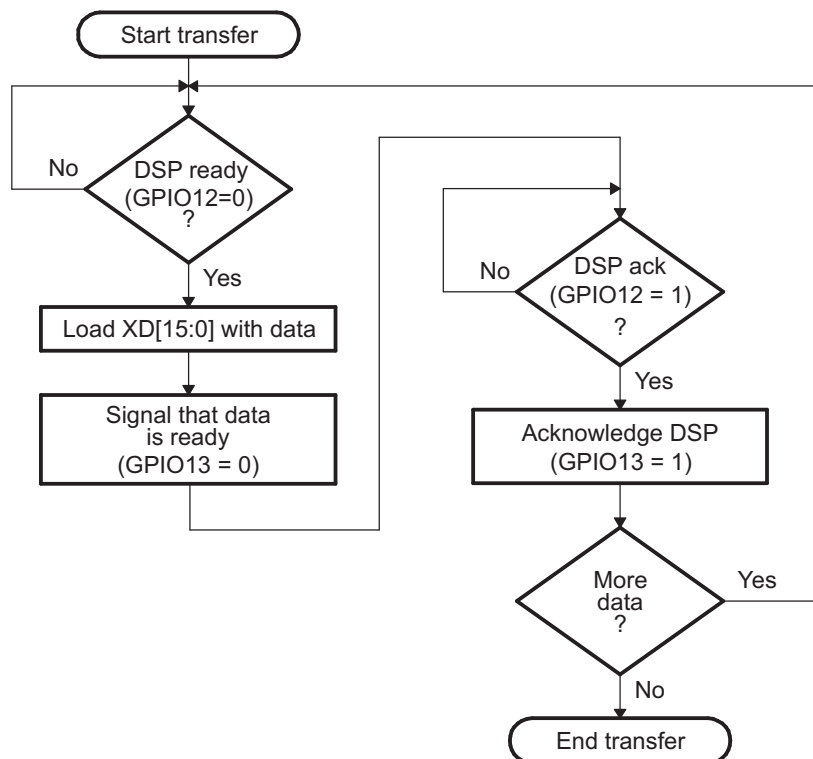 Start transfer
No
DSP ready
(GPIO12=0)
?
Yes
Load XD[15:0] with data
Signal that data
is ready
(GPIO13 = 0)
No
DSP ack
(GPIO12 = 1)
?
Yes
Acknowledge DSP
(GPIO13 = 1)
More
data
?
Yes
No
End transfer